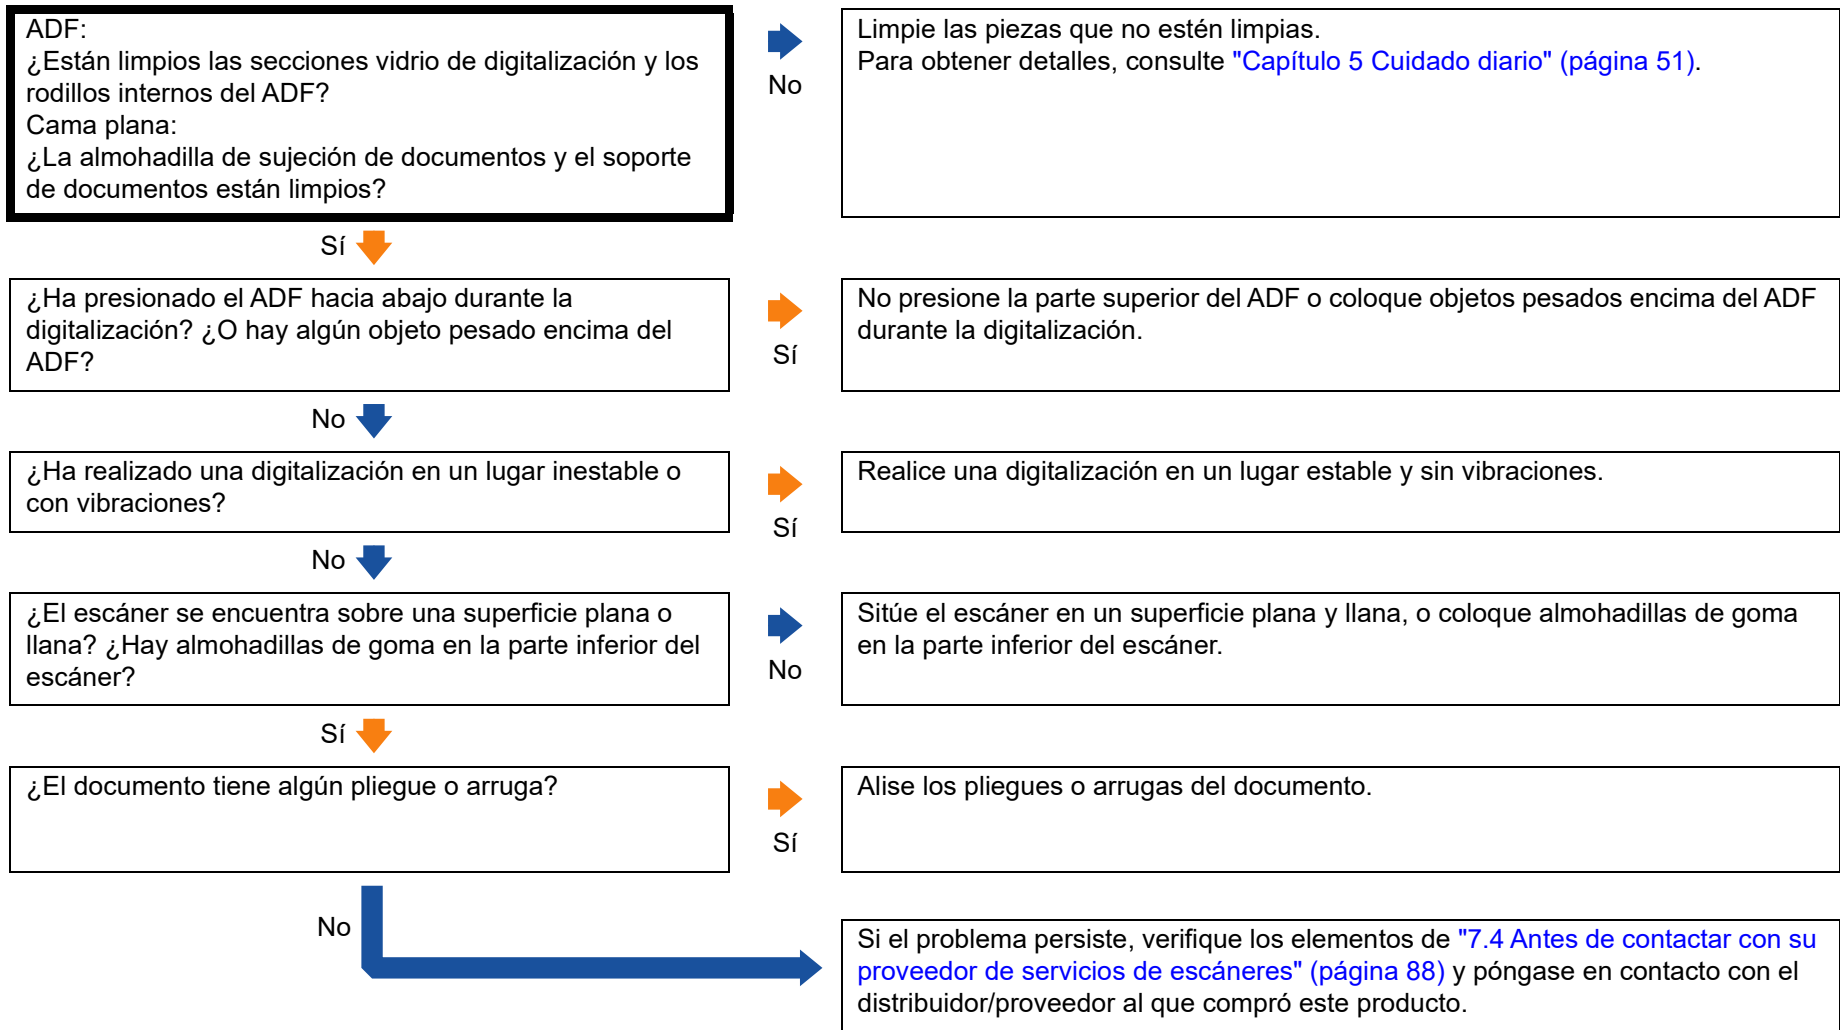 ADF:
¿Están limpios las secciones vidrio de digitalización y los
rodillos internos del ADF?
Cama plana:
¿La almohadilla de sujeción de documentos y el soporte
de documentos están limpios?
No
Limpie las piezas que no estén limpias.
Para obtener detalles, consulte "Capítulo 5 Cuidado diario" (página 51).
Sí
¿Ha presionado el ADF hacia abajo durante la
digitalización? ¿O hay algún objeto pesado encima del
ADF?
Sí
No presione la parte superior del ADF o coloque objetos pesados encima del ADF
durante la digitalización.
No
¿Ha realizado una digitalización en un lugar inestable o
con vibraciones?
Sí
Realice una digitalización en un lugar estable y sin vibraciones.
No
¿El escáner se encuentra sobre una superficie plana o
llana? ¿Hay almohadillas de goma en la parte inferior del
escáner?
No
Sitúe el escáner en un superficie plana y llana, o coloque almohadillas de goma
en la parte inferior del escáner.
Sí
¿El documento tiene algún pliegue o arruga?
Sí
Alise los pliegues o arrugas del documento.
No
Si el problema persiste, verifique los elementos de "7.4 Antes de contactar con su
proveedor de servicios de escáneres" (página 88) y póngase en contacto con el
distribuidor/proveedor al que compró este producto.